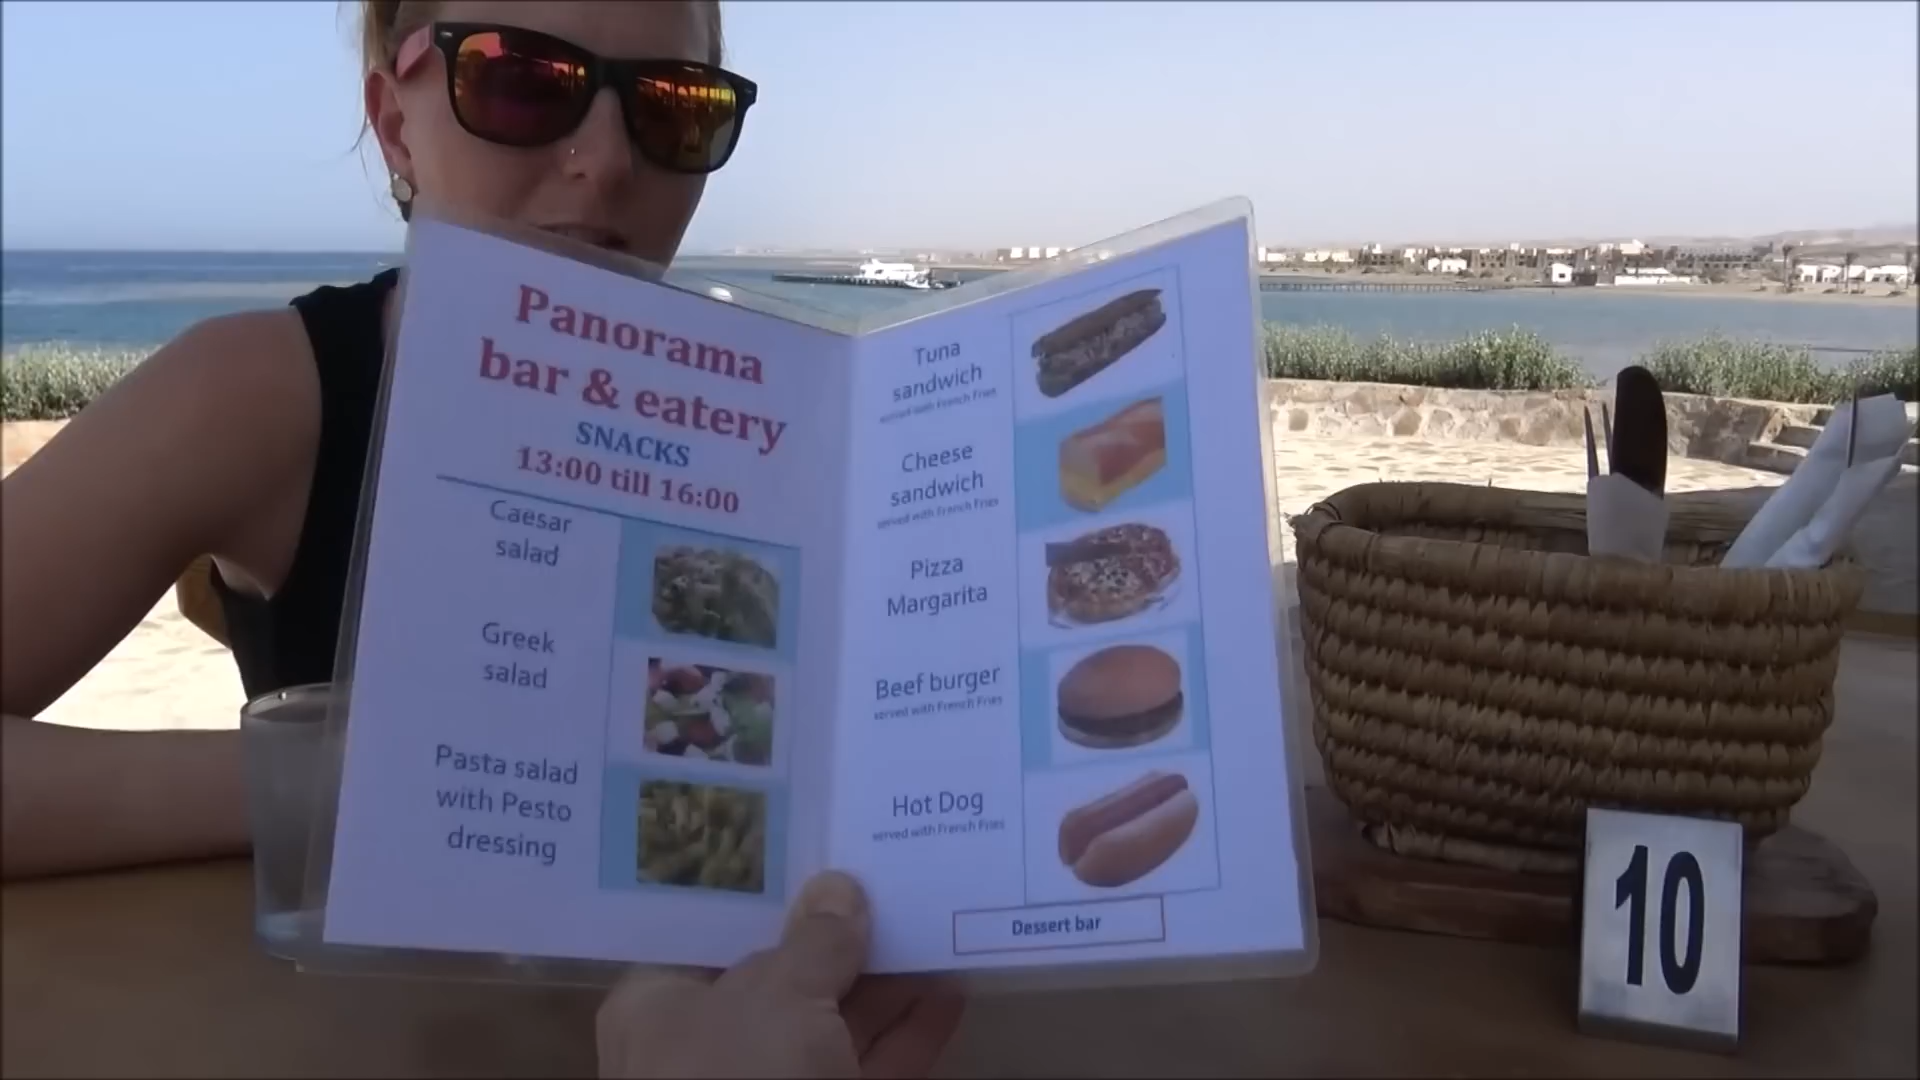 Panorama
bar & eatery
SNACKS
13:00 till 16:00
Caesar
salad
Greek
salad
Pasta salad
with Pesto
dressing
Tuna
sandwich
served with French Fries
Cheese
sandwich
served with French Fries
Pizza
Margarita
Beef burger
served with French Fries
Hot Dog
served with French Fries
Dessert bar
10